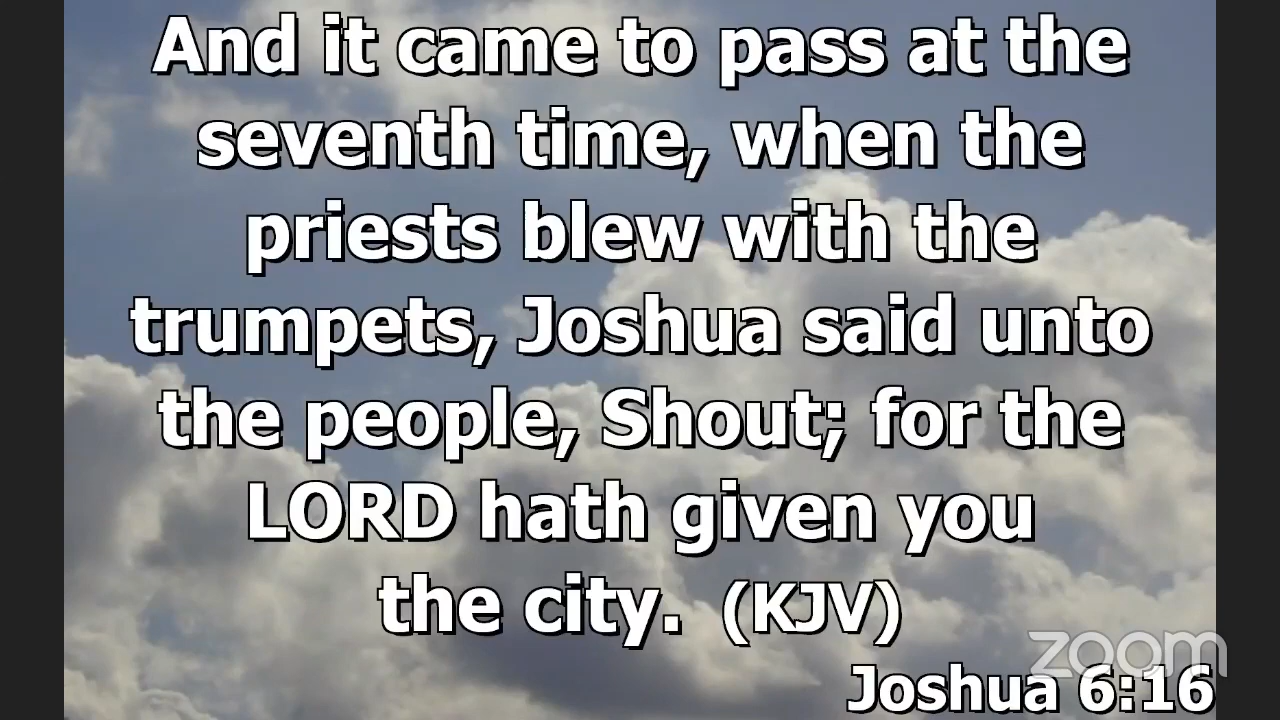 And it came to pass at the
seventh time, when the
priests blew with the
trumpets, Joshua said unto
the people, Shout; for the
LORD hath given you
the city. (KJV)
zoom
Joshua 6:16